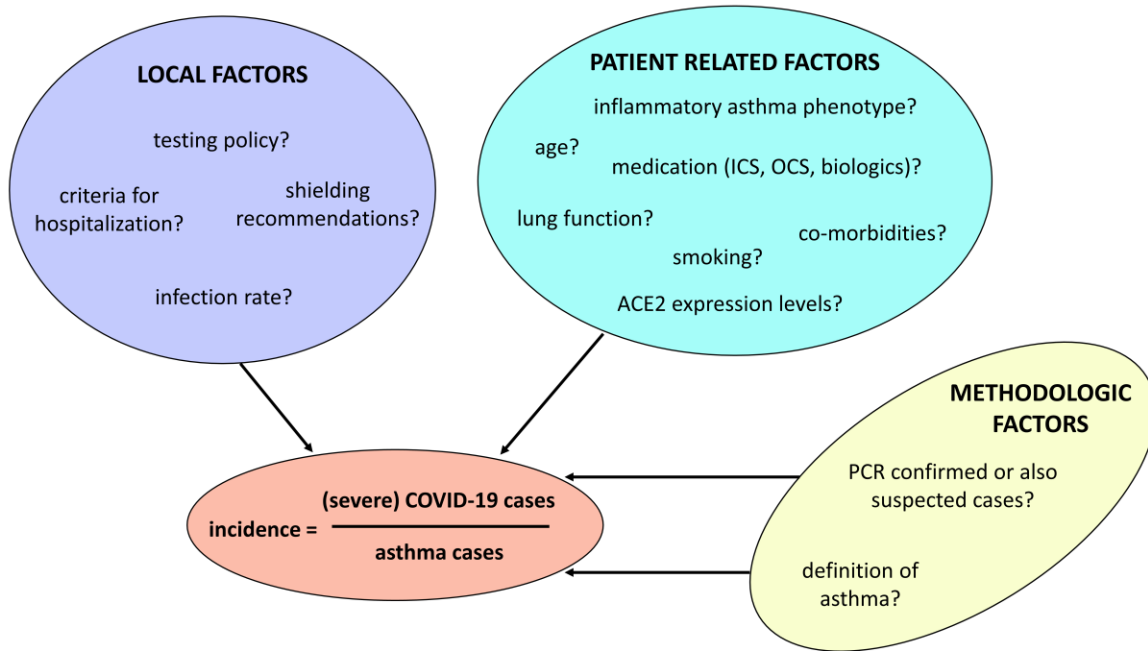 LOCAL FACTORS
testing policy?
criteria for
hospitalization?
shielding
recommendations?
infection rate?
PATIENT RELATED FACTORS
inflammatory asthma phenotype?
age?
medication (ICS, OCS, biologics)?
lung function?
co-morbidities?
smoking?
ACE2 expression levels?
METHODOLOGIC
FACTORS
PCR confirmed or also
suspected cases?
definition of
asthma?
incidence =
(severe) COVID-19 cases
asthma cases